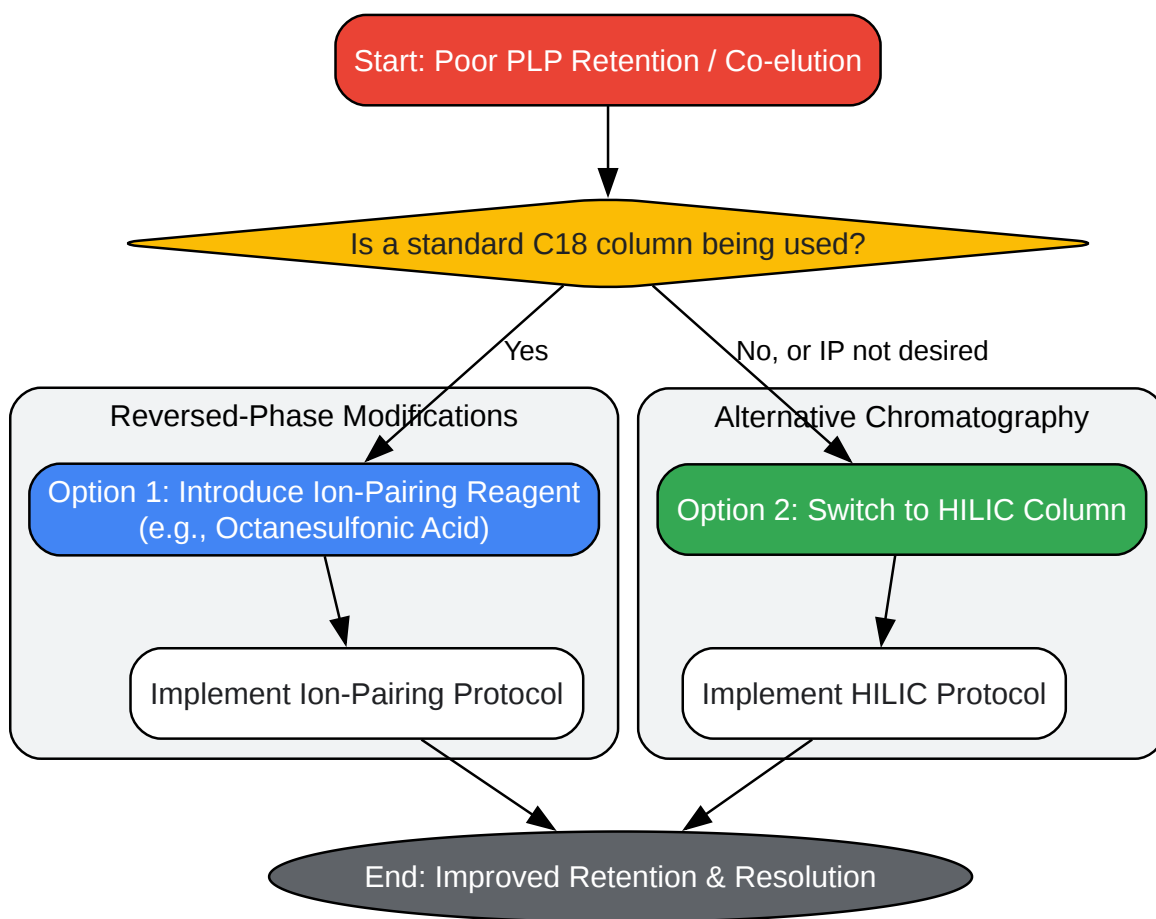 Start: Poor PLP Retention / Co-elution
Is a standard C18 column being used?
Yes
No, or IP not desired
Reversed-Phase Modifications
Option 1: Introduce Ion-Pairing Reagent
(e.g., Octanesulfonic Acid)
Implement Ion-Pairing Protocol
Alternative Chromatography
Option 2: Switch to HILIC Column
Implement HILIC Protocol
End: Improved Retention & Resolution